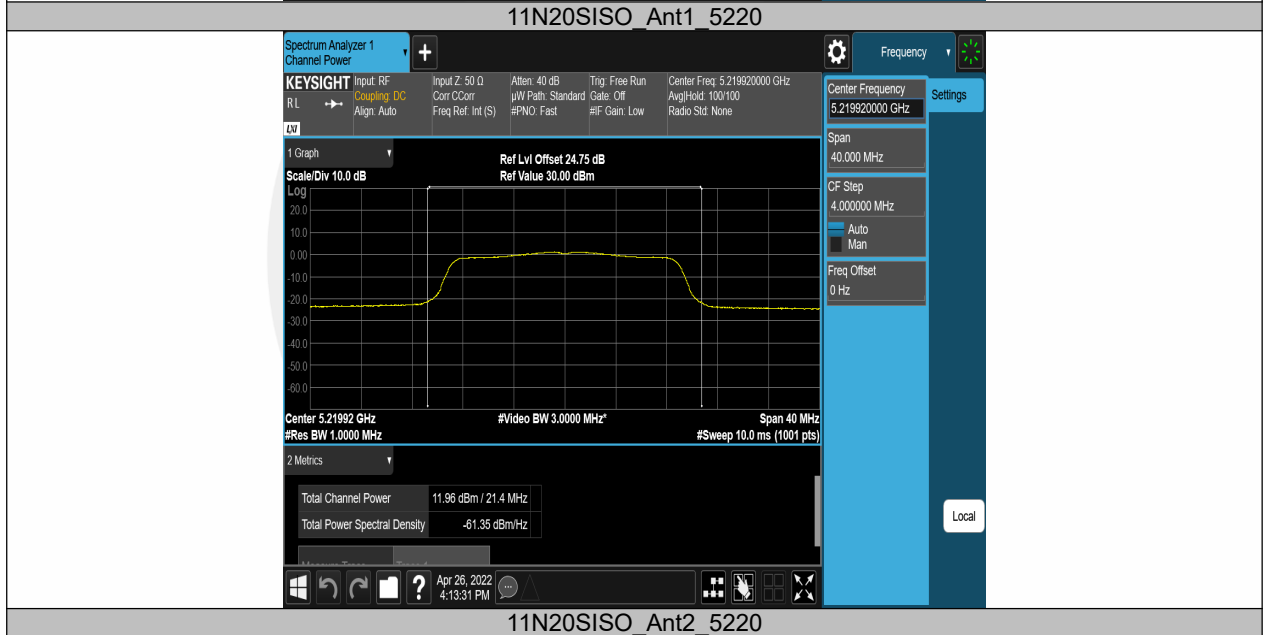 11N20SISO_Ant1_5220
Spectrum Analyzer 1
Channel Power
+
Frequency
KEYSIGHT
RL
LXI
Input: RF
Coupling: DC
Align: Auto
Input Z: 50 Ω
Corr CCorr
Freq Ref: Int (S)
Atten: 40 dB
µW Path: Standard
#PNO: Fast
Trig: Free Run
Gate: Off
#IF Gain: Low
Center Freq: 5.219920000 GHz
Avg|Hold: 100/100
Radio Std: None
Center Frequency
5.219920000 GHz
Settings
Span
40.000 MHz
CF Step
4.000000 MHz
Auto
Man
Freq Offset
0 Hz
Local
1 Graph
Scale/Div 10.0 dB
Ref Lvl Offset 24.75 dB
Ref Value 30.00 dBm
Log
20.0
10.0
0.00
-10.0
-20.0
-30.0
-40.0
-50.0
-60.0
Center 5.21992 GHz
#Video BW 3.0000 MHz*
Span 40 MHz
#Res BW 1.0000 MHz
#Sweep 10.0 ms (1001 pts)
2 Metrics
Total Channel Power 11.96 dBm / 21.4 MHz
Total Power Spectral Density -61.35 dBm/Hz
?
Apr 26, 2022
4:13:31 PM
11N20SISO_Ant2_5220